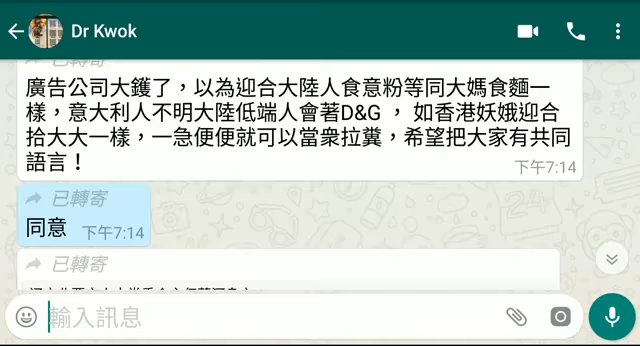 Dr Kwok
已轉寄
廣告公司大鑊了，以為迎合大陸人食意粉等同大媽食麵一
樣，意大利人不明大陸低端人會著D&G ， 如香港妖娥迎合
拾大大一樣，一急便便就可以當衆拉糞，希望把大家有共同
語言！
下午7:14
已轉寄
同意 下午7:14
已轉寄
輸入訊息